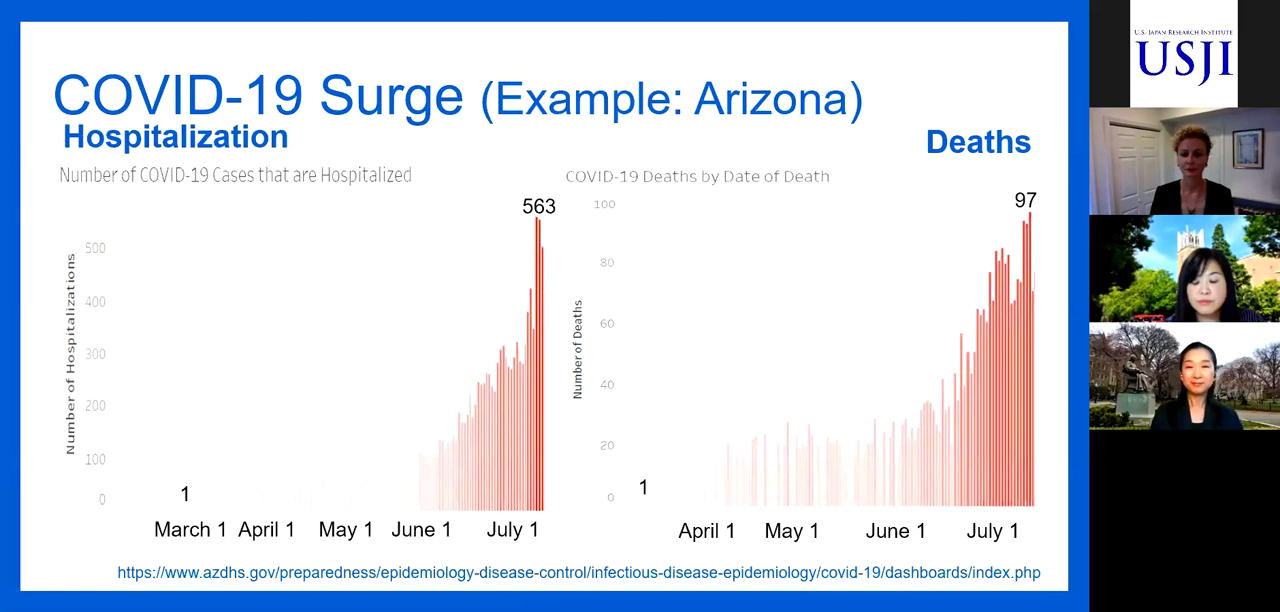 COVID-19 Surge (Example: Arizona)
Hospitalization
Deaths
Number of COVID-19 Cases that are Hospitalized
COVID-19 Deaths by Date of Death
563
97
Number of Hospitalizations
500
400
300
200
100
0
1
March 1 April 1 May 1 June 1 July 1
Number of Deaths
100
80
60
40
20
0
1
April 1 May 1 June 1 July 1
https://www.azdhs.gov/preparedness/epidemiology-disease-control/infectious-disease-epidemiology/covid-19/dashboards/index.php
U.S. Japan Research Institute
USJI